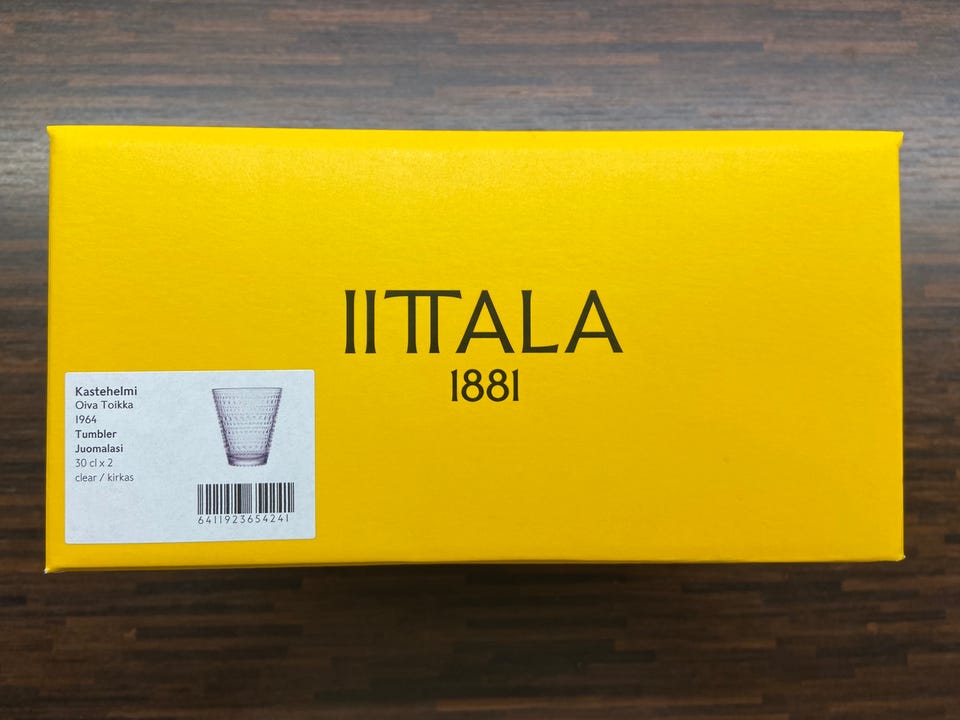 IITTALA
1881
Kastehelmi
Oiva Toikka
1964
Tumbler
Juomalasi
30 cl x 2
clear / kirkas
6411923654241